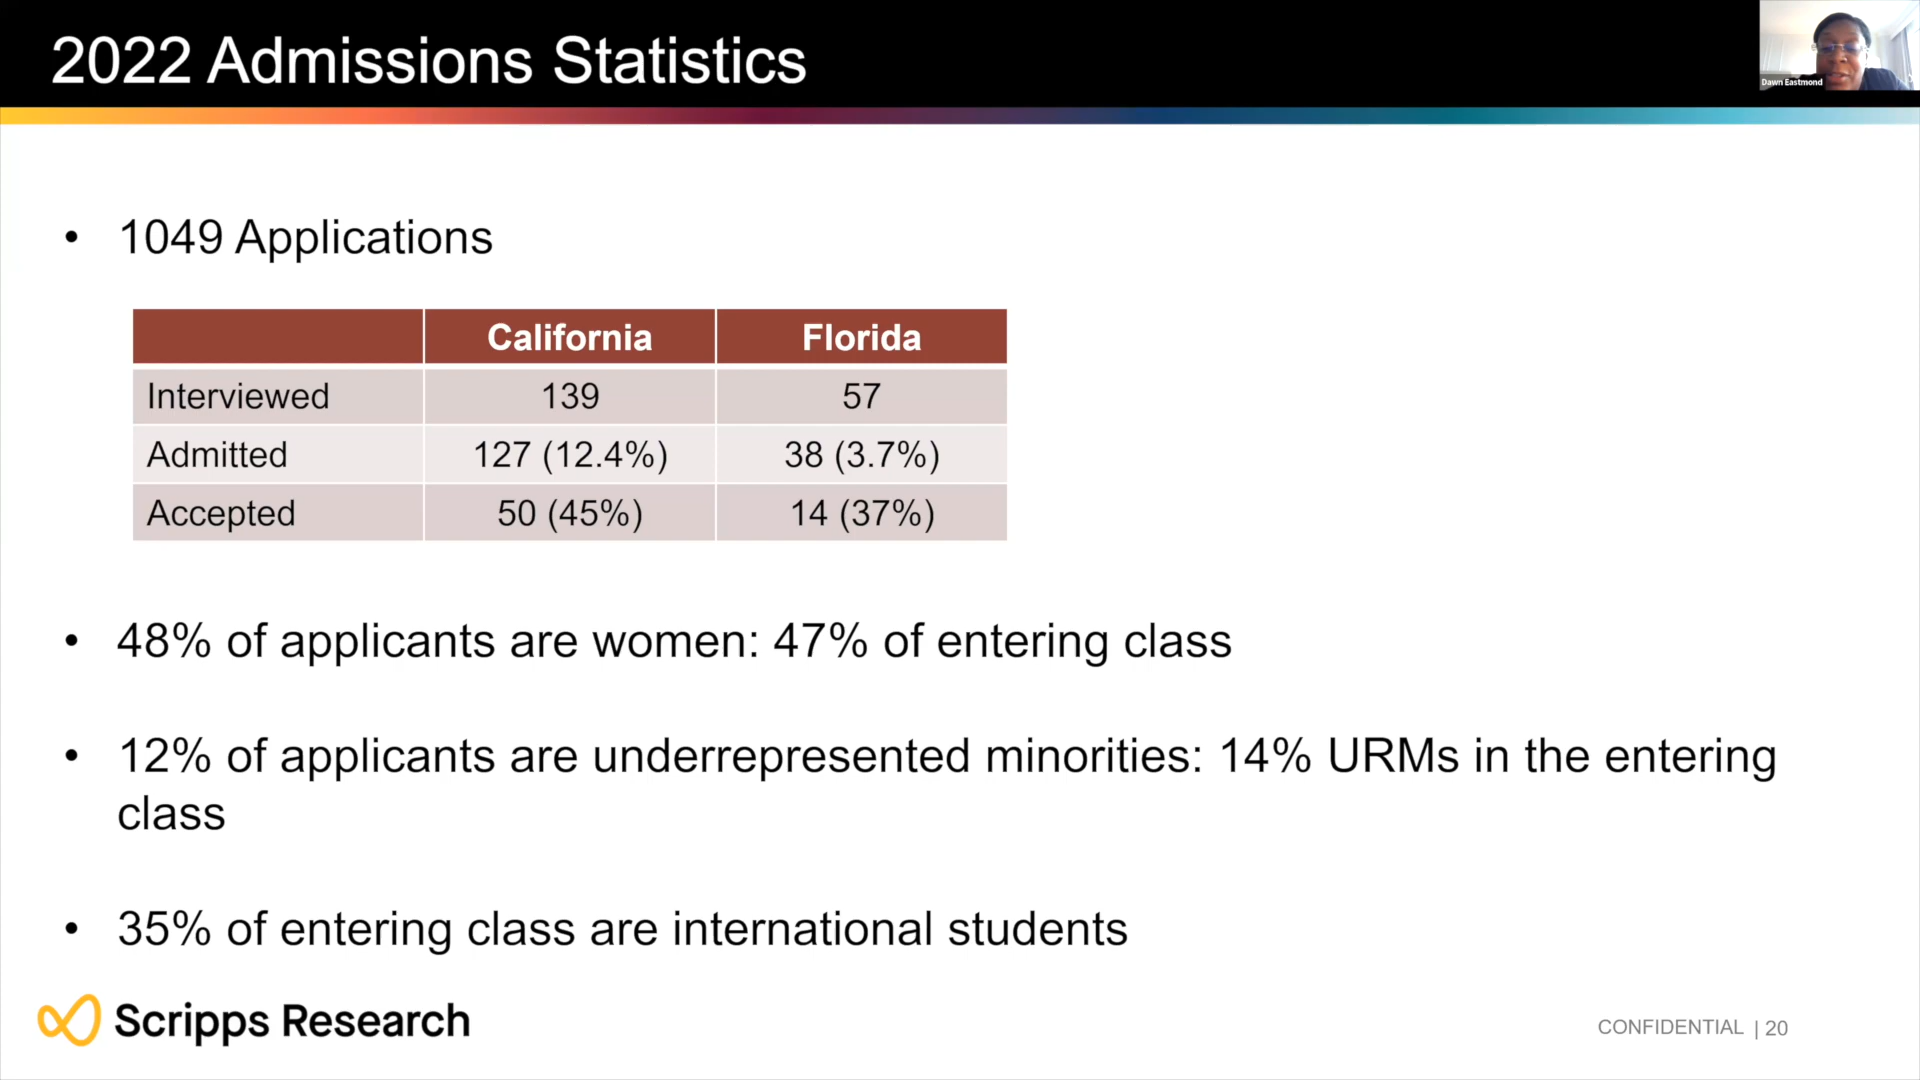 2022 Admissions Statistics
Dawn Eastmond
• 1049 Applications
California Florida
Interviewed 139 57
Admitted 127 (12.4%) 38 (3.7%)
Accepted 50 (45%) 14 (37%)
• 48% of applicants are women: 47% of entering class
• 12% of applicants are underrepresented minorities: 14% URMs in the entering
class
• 35% of entering class are international students
Scripps Research
CONFIDENTIAL | 20